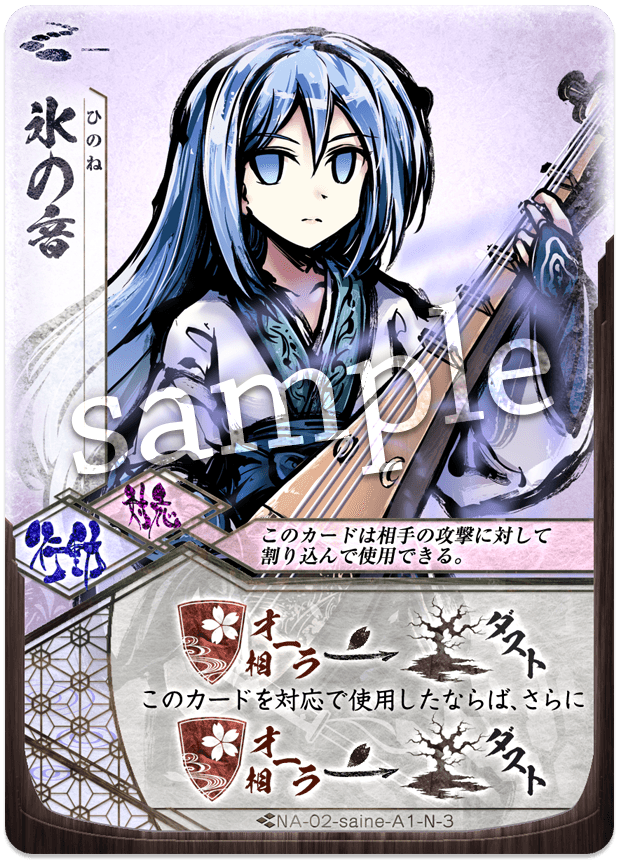 氷の音
ひのね
sample
対応
行動
このカードは相手の攻撃に対して
割り込んで使用できる。
相オーラ
ダスト
このカードを対応で使用したならば、さらに
相オーラ
ダスト
NA-02-saine-A1-N-3